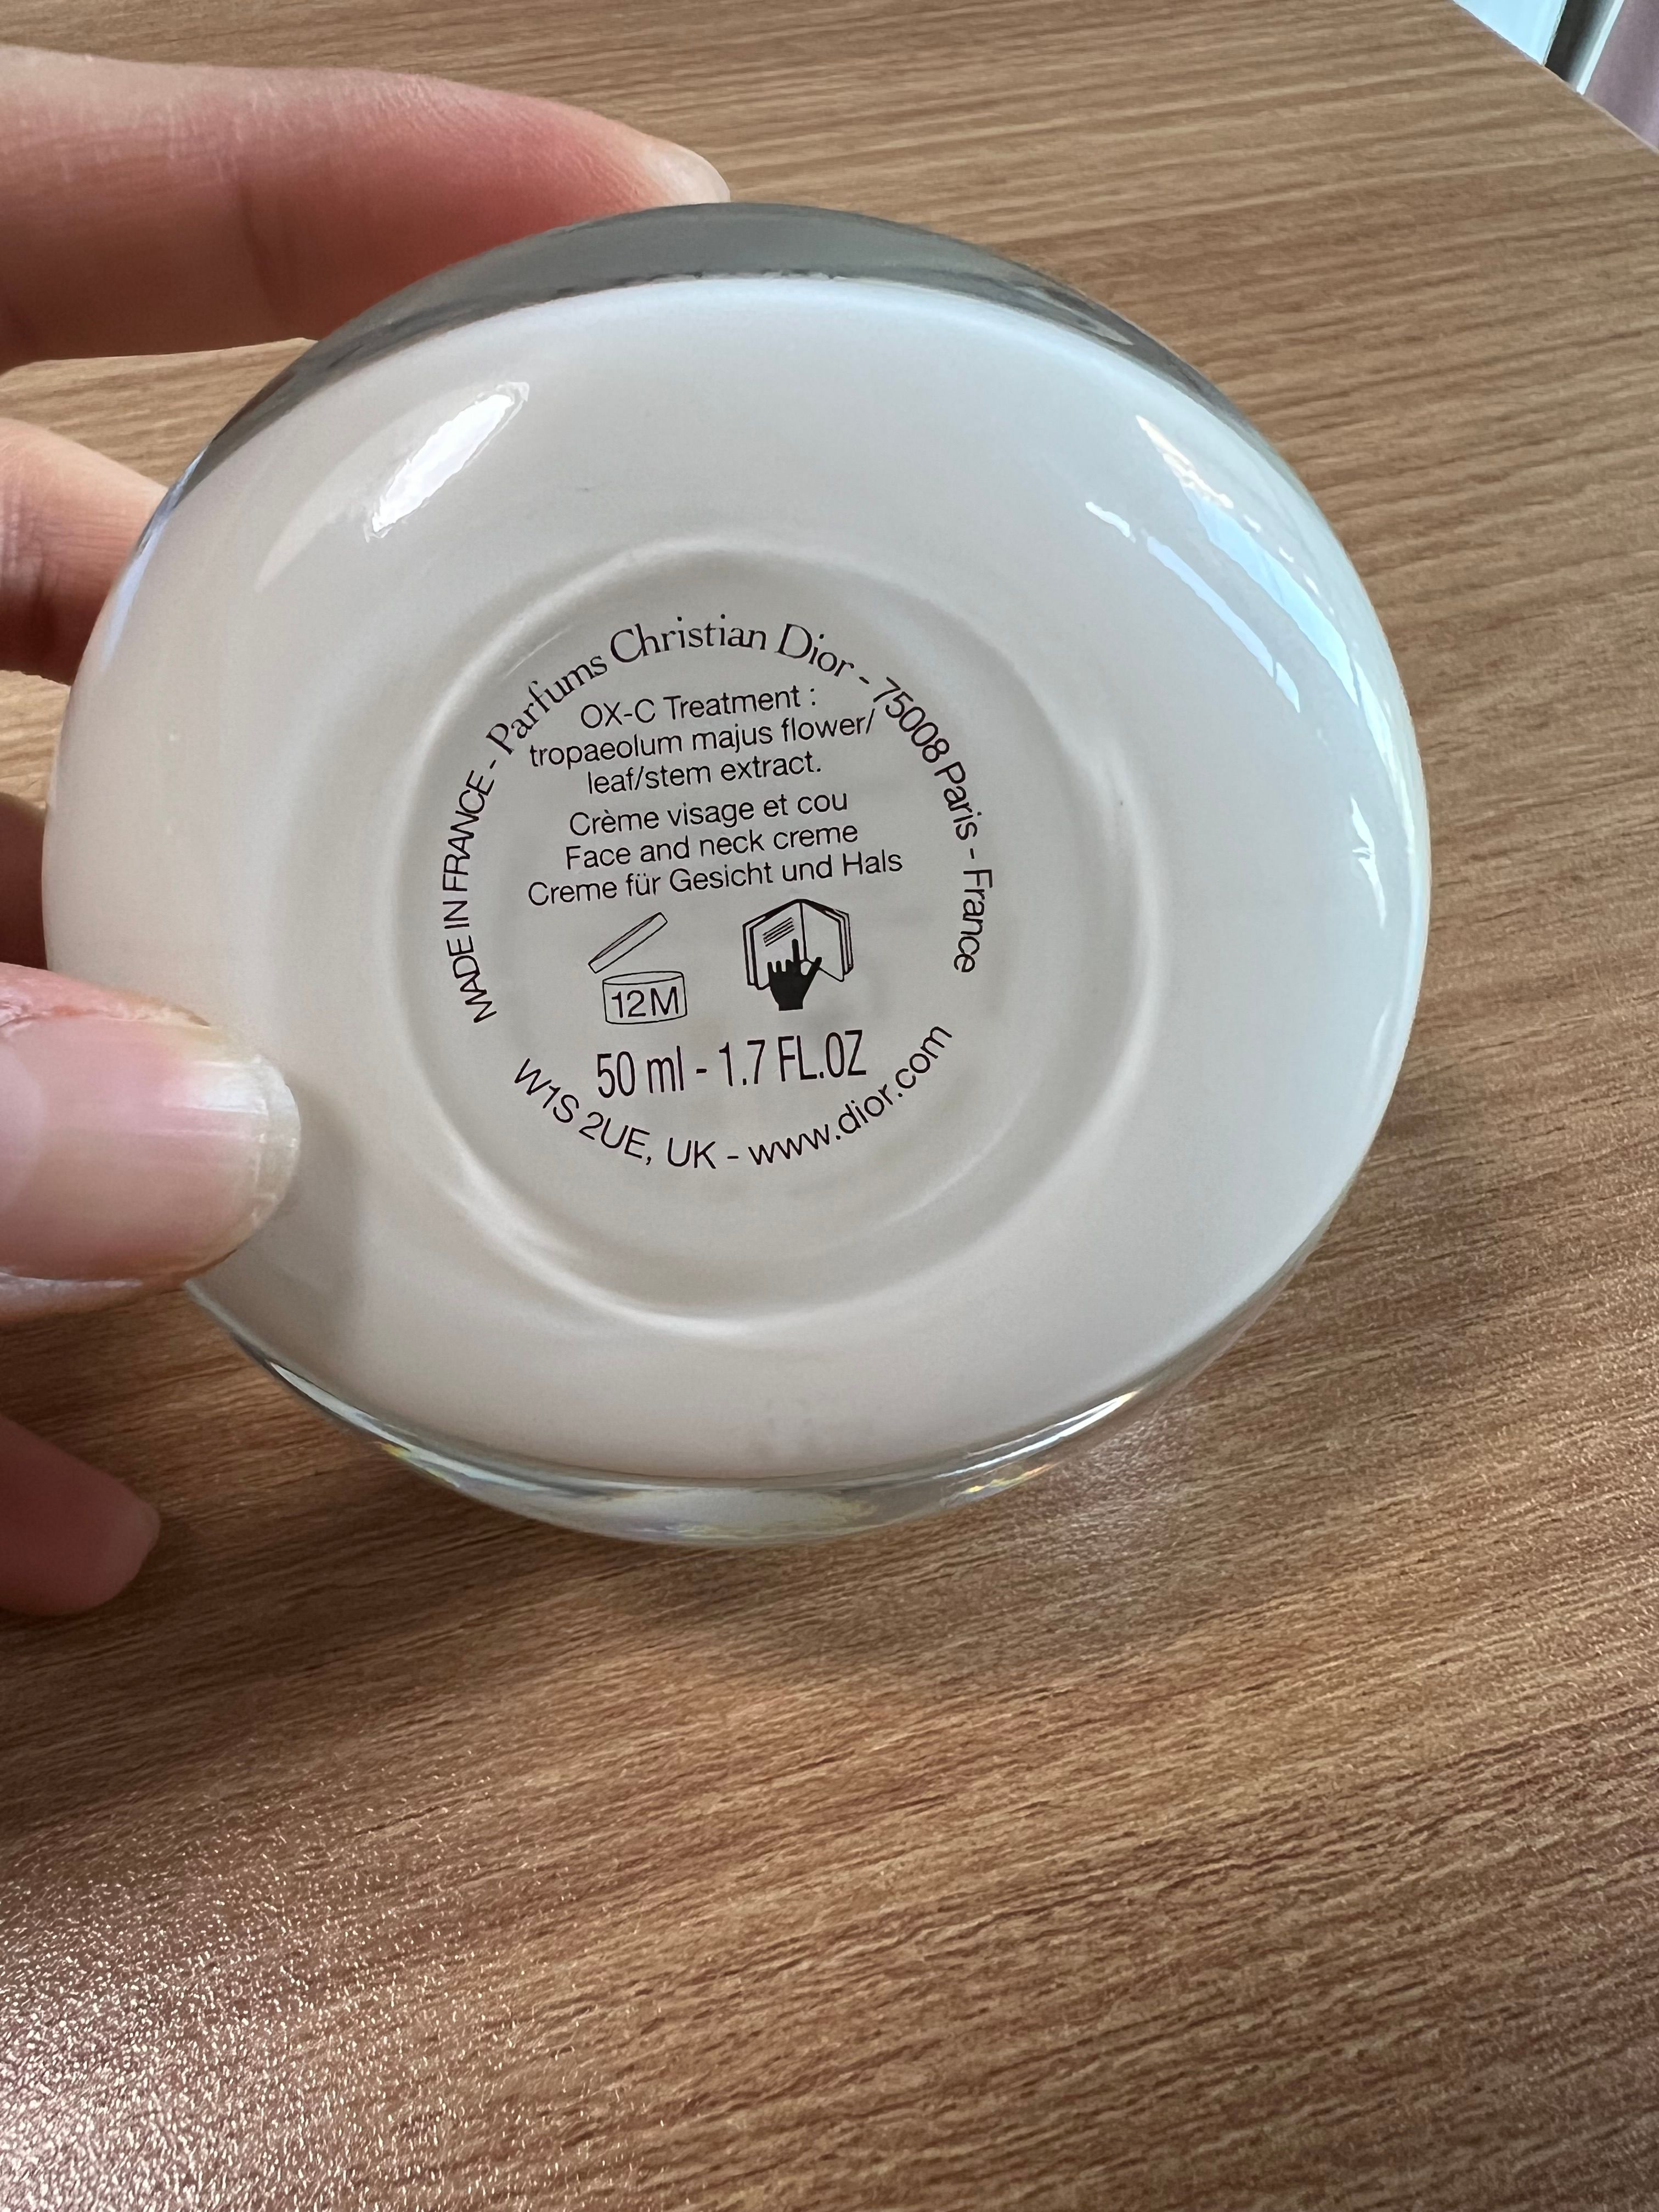 MADE IN FRANCE - Parfums Christian Dior - 75008 Paris - France
OX-C Treatment :
tropaeolum majus flower/
leaf/stem extract.
Crème visage et cou
Face and neck creme
Creme für Gesicht und Hals
12M
50 ml - 1.7 FL.OZ
W1S 2UE, UK - www.dior.com